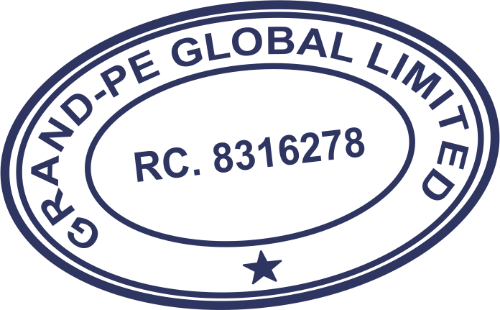 GRAND-PE GLOBAL LIMITED
RC. 8316278